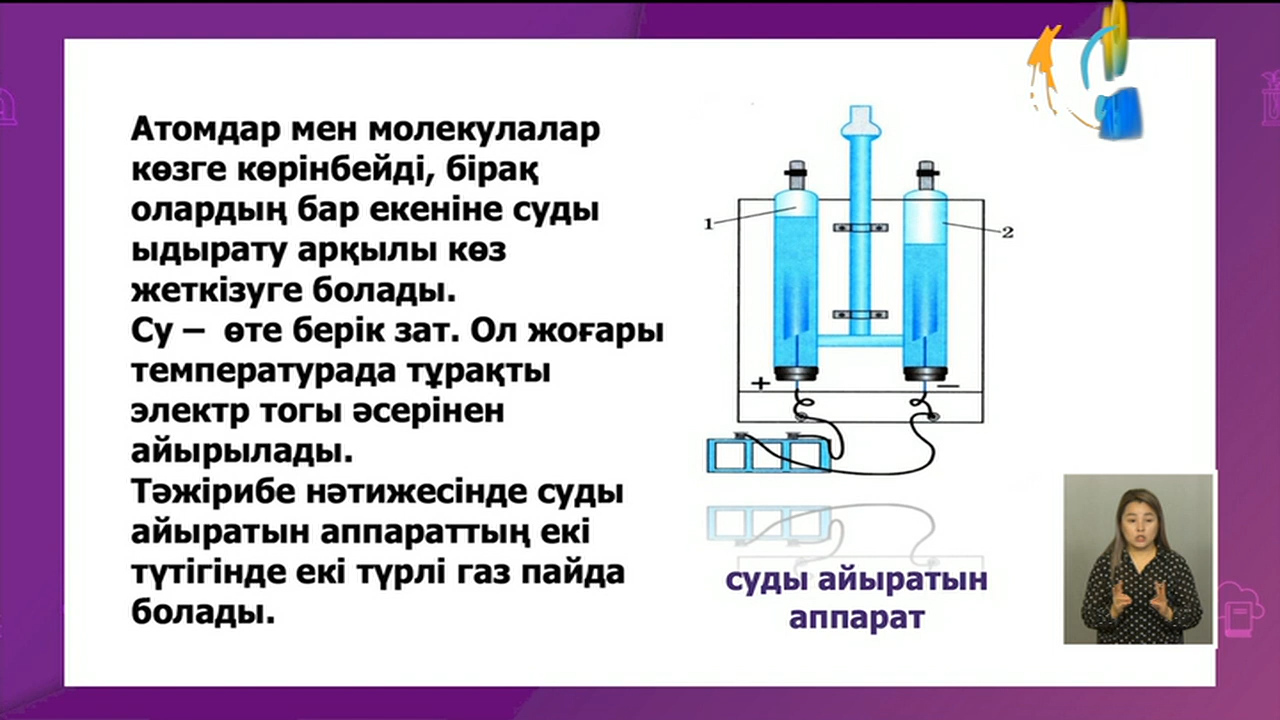 Атомдар мен молекулалар
көзге көрінбейді, бірақ
олардың бар екеніне суды
ыдырату арқылы көз
жеткізуге болады.
Су –  өте берік зат. Ол жоғары
температурада тұрақты
электр тогы әсерінен
айырылады.
Тәжірибе нәтижесінде суды
айыратын аппараттың екі
түтігінде екі түрлі газ пайда
болады.
1
2
+
−
суды айыратын
аппарат